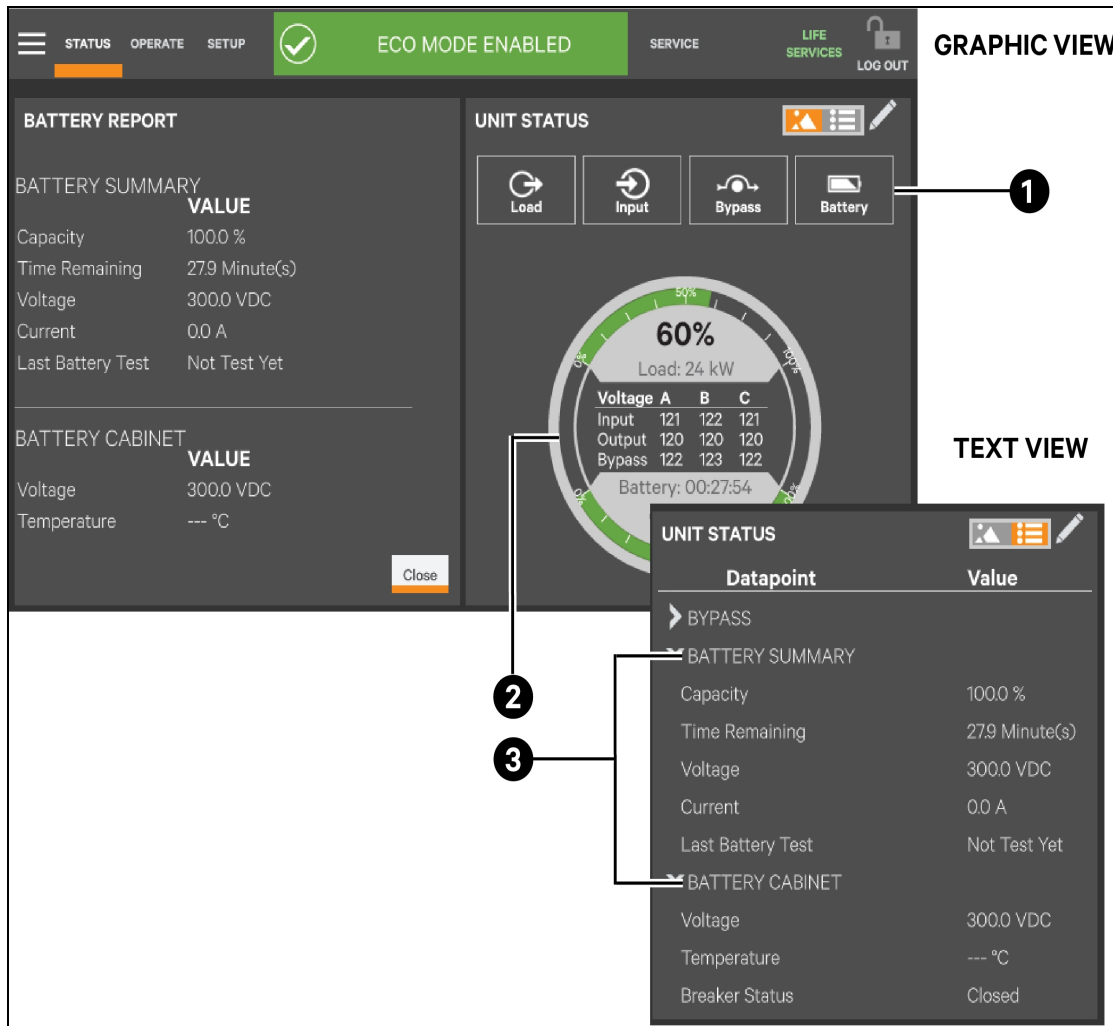 STATUS OPERATE SETUP ECO MODE ENABLED SERVICE LIFE SERVICES LOG OUT
GRAPHIC VIEW
BATTERY REPORT
BATTERY SUMMARY
VALUE
Capacity 100.0 %
Time Remaining 27.9 Minute(s)
Voltage 300.0 VDC
Current 0.0 A
Last Battery Test Not Test Yet
BATTERY CABINET
VALUE
Voltage 300.0 VDC
Temperature --- °C
Close
UNIT STATUS
Load Input Bypass Battery
1
0% 50% 100%
60%
Load: 24 kW
Voltage A B C
Input 121 122 121
Output 120 120 120
Bypass 122 123 122
Battery: 00:27:54
0%
2
3
TEXT VIEW
UNIT STATUS
Datapoint Value
BYPASS
BATTERY SUMMARY
Capacity 100.0 %
Time Remaining 27.9 Minute(s)
Voltage 300.0 VDC
Current 0.0 A
Last Battery Test Not Test Yet
BATTERY CABINET
Voltage 300.0 VDC
Temperature --- °C
Breaker Status Closed